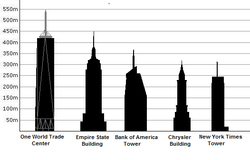 550m
500m
450m
400m
350m
300m
250m
200m
150m
100m
50m
One World Trade
Center
Empire State
Building
Bank of America
Tower
Chrysler
Building
New York Times
Tower